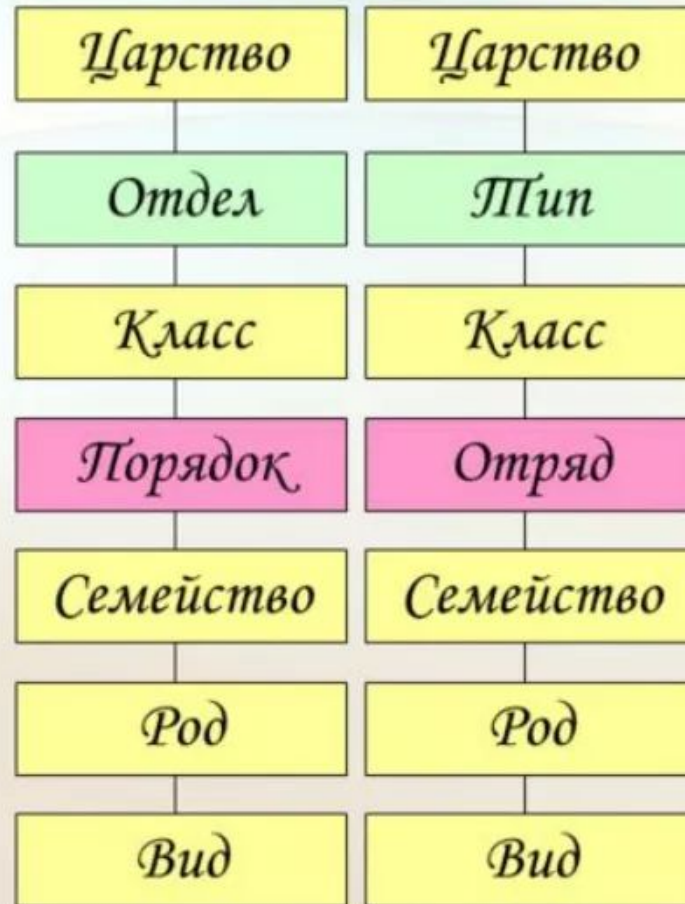 Царство
Царство
Отдел
Тип
Класс
Класс
Порядок
Отряд
Семейство
Семейство
Род
Род
Вид
Вид